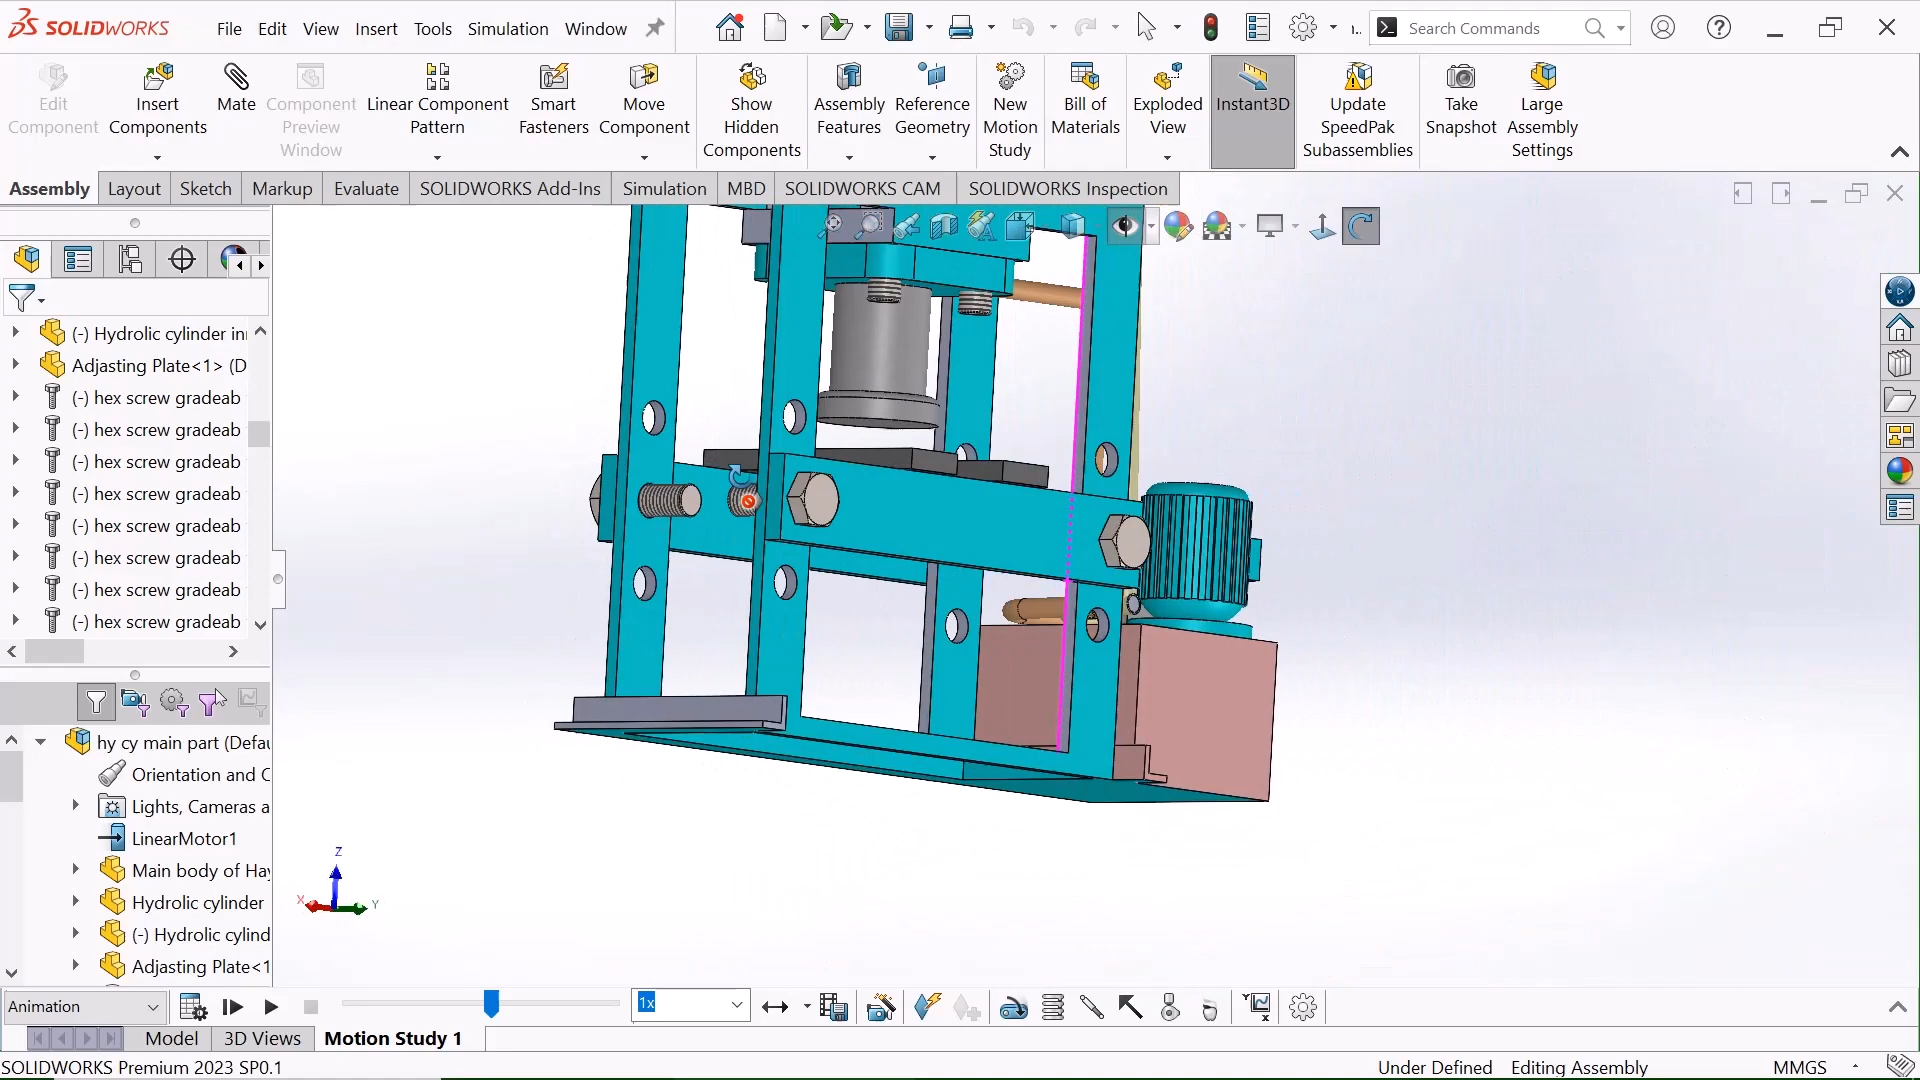 SOLIDWORKS File Edit View Insert Tools Simulation Window ı.. Search Commands
Edit Component
Insert Components
Mate
Component Preview Window
Linear Component Pattern
Smart Fasteners
Move Component
Show Hidden Components
Assembly Features
Reference Geometry
New Motion Study
Bill of Materials
Exploded View
Instant3D
Update SpeedPak Subassemblies
Take Snapshot
Large Assembly Settings
Assembly Layout Sketch Markup Evaluate SOLIDWORKS Add-Ins Simulation MBD SOLIDWORKS CAM SOLIDWORKS Inspection
(-) Hydrolic cylinder in
Adjasting Plate<1> (D
(-) hex screw gradeab
(-) hex screw gradeab
(-) hex screw gradeab
(-) hex screw gradeab
(-) hex screw gradeab
(-) hex screw gradeab
(-) hex screw gradeab
(-) hex screw gradeab
hy cy main part (Defau
Orientation and C
Lights, Cameras a
LinearMotor1
Main body of Hay
Hydrolic cylinder
(-) Hydrolic cylind
Adjasting Plate<1
Z
X
Y
Animation 1x
Model 3D Views Motion Study 1
SOLIDWORKS Premium 2023 SP0.1 Under Defined Editing Assembly MMGS